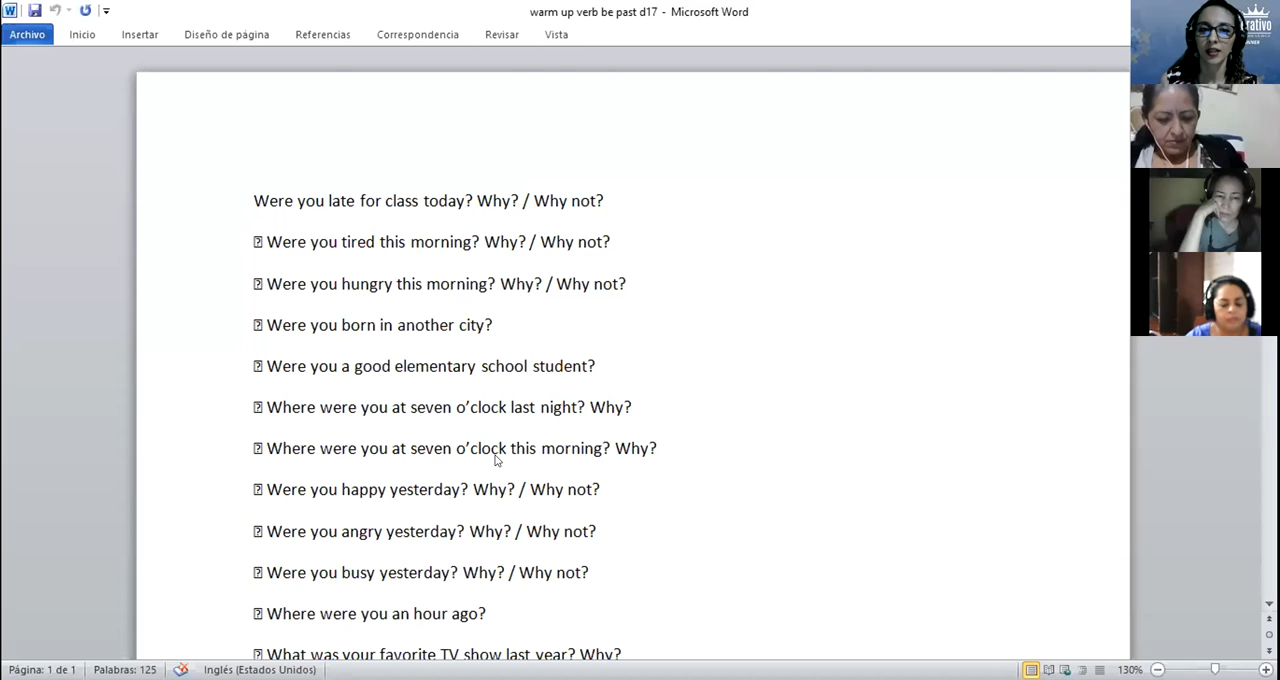 warm up verb be past d17 - Microsoft Word
Archivo Inicio Insertar Diseño de página Referencias Correspondencia Revisar Vista
rativo
Were you late for class today? Why? / Why not?
Were you tired this morning? Why? / Why not?
Were you hungry this morning? Why? / Why not?
Were you born in another city?
Were you a good elementary school student?
Where were you at seven o’clock last night? Why?
Where were you at seven o’clock this morning? Why?
Were you happy yesterday? Why? / Why not?
Were you angry yesterday? Why? / Why not?
Were you busy yesterday? Why? / Why not?
Where were you an hour ago?
What was your favorite TV show last year? Why?
Página: 1 de 1 Palabras: 125 Inglés (Estados Unidos) 130%